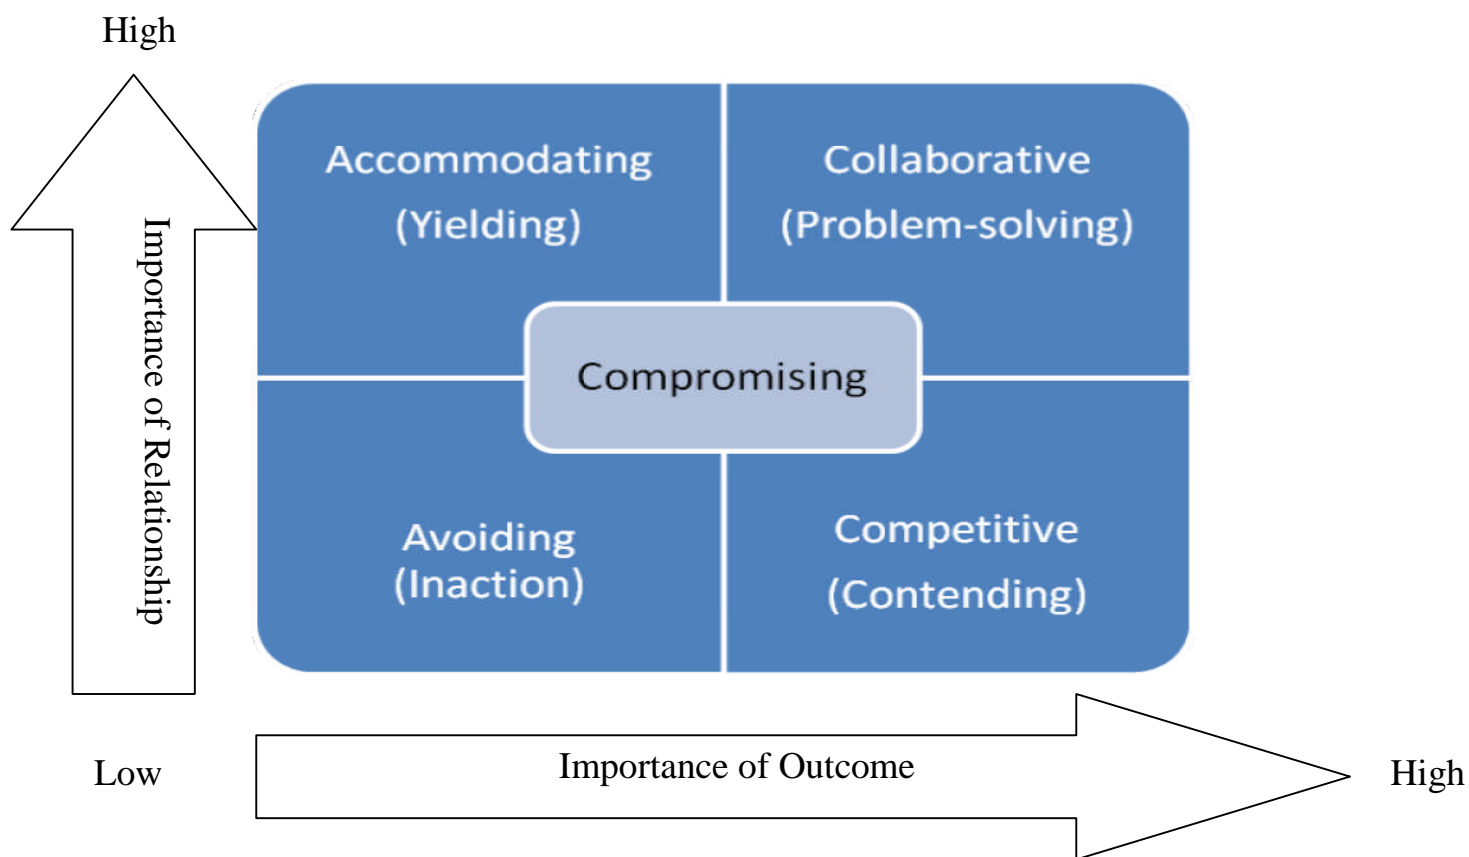 High
Accommodating
(Yielding)
Collaborative
(Problem-solving)
Importance of Relationship
Compromising
Avoiding
(Inaction)
Competitive
(Contending)
Low
Importance of Outcome
High